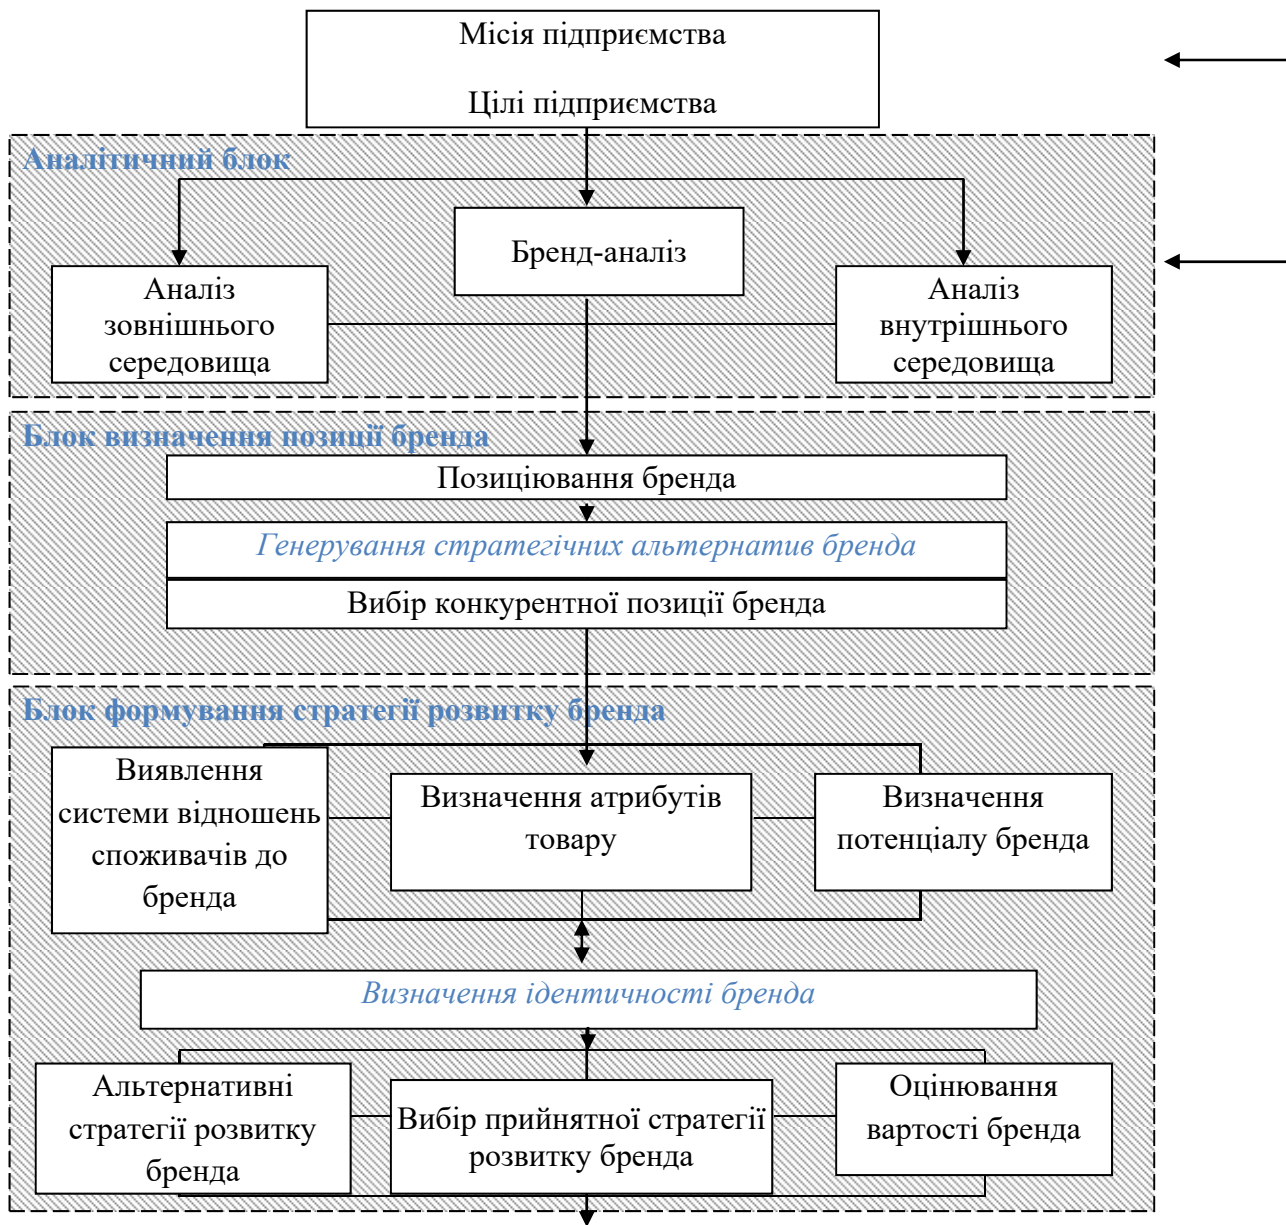 Місія підприємства
Цілі підприємства
Аналітичний блок
Бренд-аналіз
Аналіз
зовнішнього
середовища
Аналіз
внутрішнього
середовища
Блок визначення позиції бренда
Позиціювання бренда
Генерування стратегічних альтернатив бренда
Вибір конкурентної позиції бренда
Блок формування стратегії розвитку бренда
Виявлення
системи відношень
споживачів до
бренда
Визначення атрибутів
товару
Визначення
потенціалу бренда
Визначення ідентичності бренда
Альтернативні
стратегії розвитку
бренда
Вибір прийнятної стратегії
розвитку бренда
Оцінювання
вартості бренда